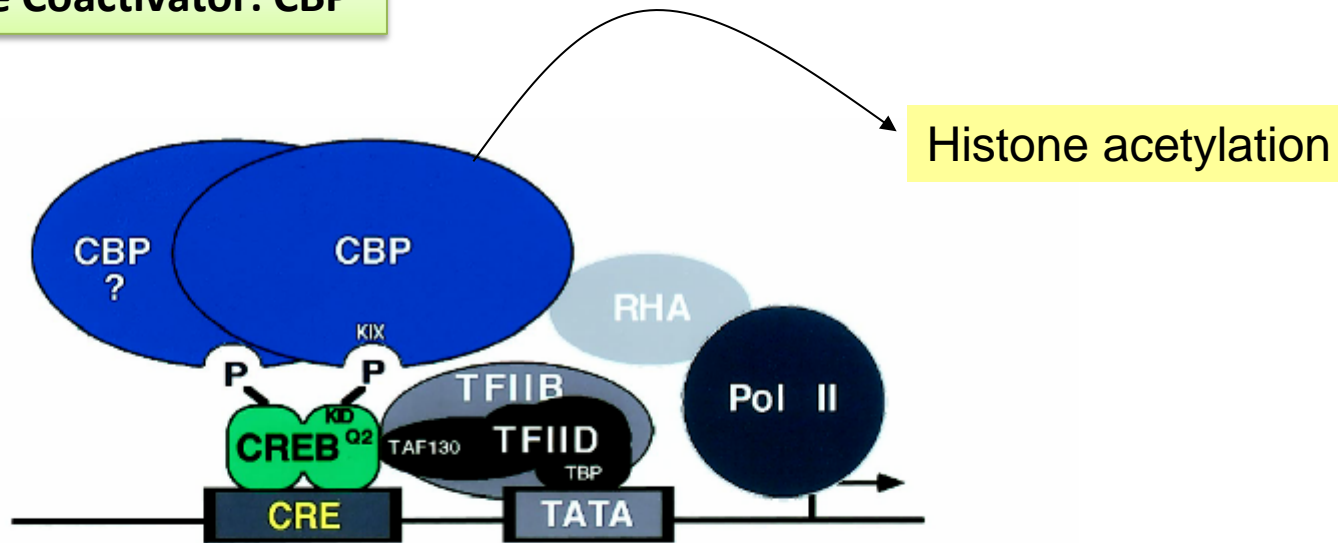 Coactivator: CBP
Histone acetylation
CBP
?
CBP
KIX
P
P
RHA
TFIIB
Pol II
KID
CREB Q2
TAF130
TFIID
TBP
CRE
TATA